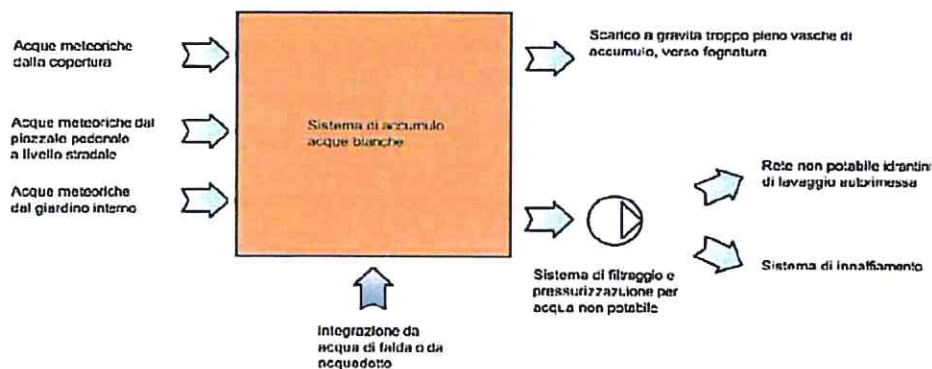 Acque meteoriche
dalla copertura
Acque meteoriche dal
piazzale pedonale
a livello stradale
Acque meteoriche
dal giardino interno
Sistema di accumulo
acque bianche
Integrazione da
acqua di falda o da
acquedotto
Scarico a gravita troppo pieno vasche di
accumulo, verso fognatura
Sistema di filtraggio e
pressurizzazione per
acqua non potabile
Rete non potabile idrantini
di lavaggio autorimessa
Sistema di innaffiamento